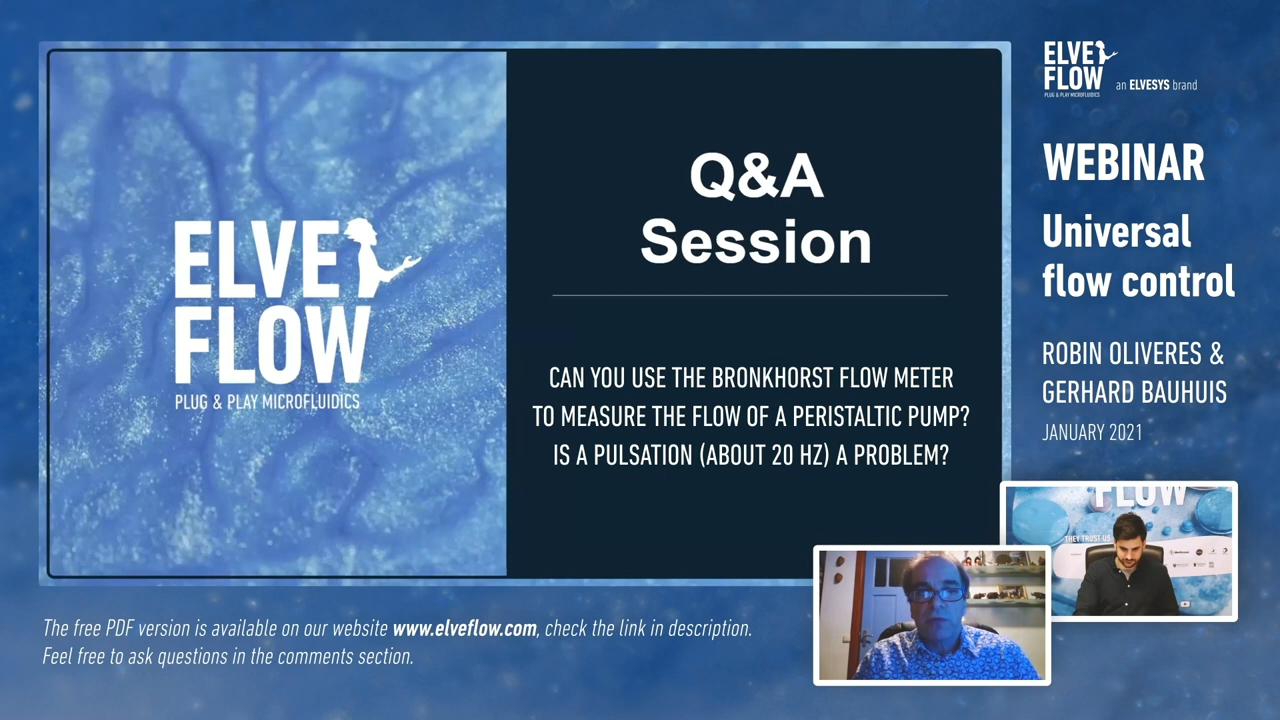 ELVE
FLOW
PLUG & PLAY MICROFLUIDICS
Q&A
Session
CAN YOU USE THE BRONKHORST FLOW METER
TO MEASURE THE FLOW OF A PERISTALTIC PUMP?
IS A PULSATION (ABOUT 20 HZ) A PROBLEM?
ELVE
FLOW
PLUG & PLAY MICROFLUIDICS
an ELVESYS brand
WEBINAR
Universal
flow control
ROBIN OLIVERES &
GERHARD BAUHUIS
JANUARY 2021
FLOW
THEY TRUST US
The free PDF version is available on our website www.elveflow.com, check the link in description.
Feel free to ask questions in the comments section.